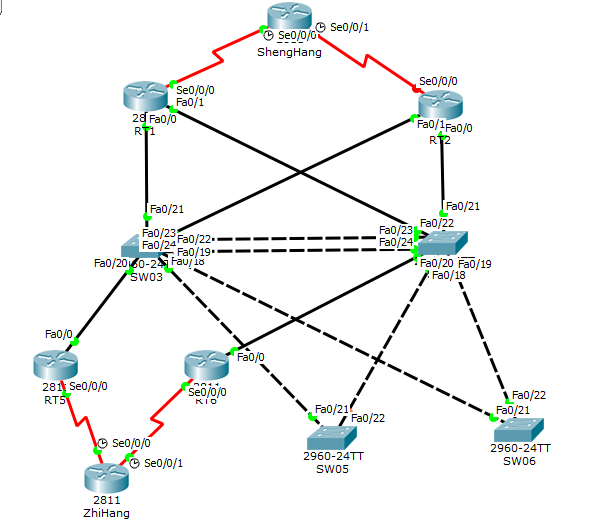 Se0/0/0
Se0/0/1
ShengHang
Se0/0/0
Fa0/1
Fa0/0
RT1
Se0/0/0
Fa0/1
Fa0/0
RT2
Fa0/21
Fa0/23
Fa0/24
Fa0/22
Fa0/19
Fa0/18
Fa0/20
SW03
Fa0/21
Fa0/22
Fa0/23
Fa0/24
Fa0/20
Fa0/19
Fa0/18
Fa0/0
RT5
Se0/0/0
Fa0/0
Se0/0/0
RT6
Fa0/21
Fa0/22
2960-24TT
SW05
Fa0/22
Fa0/21
2960-24TT
SW06
Se0/0/0
Se0/0/1
2811
ZhiHang